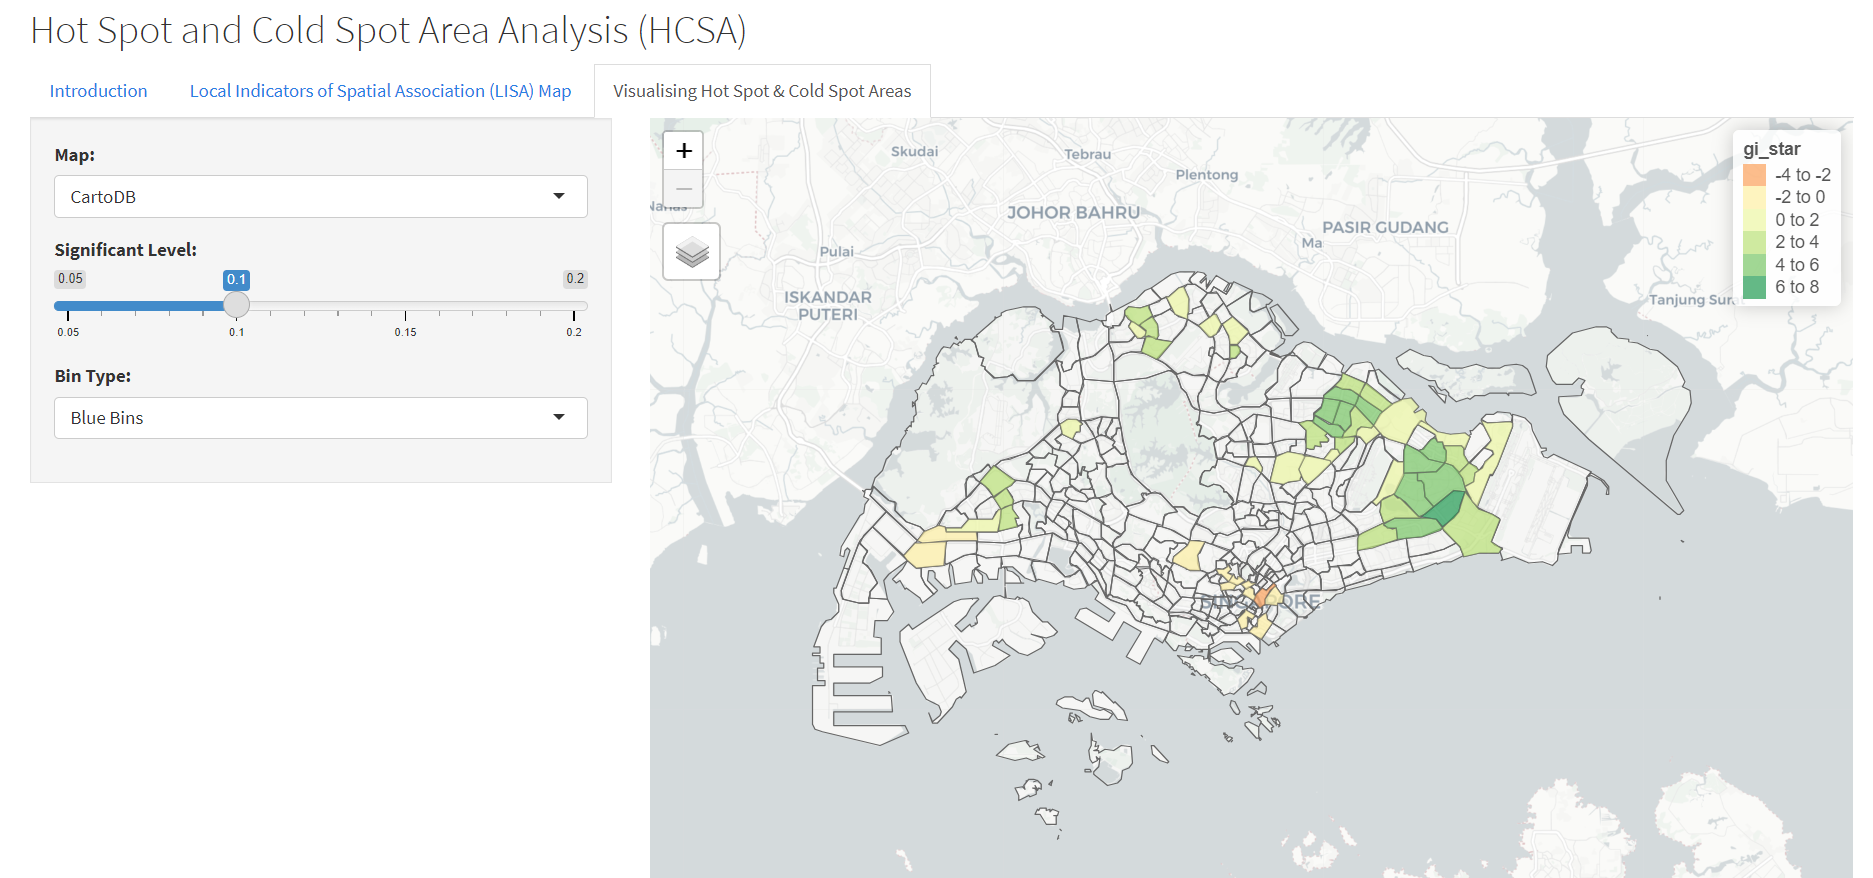 Hot Spot and Cold Spot Area Analysis (HCSA)
Introduction
Local Indicators of Spatial Association (LISA) Map
Visualising Hot Spot & Cold Spot Areas
Map:
CartoDB
Significant Level:
0.05
0.1
0.2
0.05
0.1
0.15
0.2
Bin Type:
Blue Bins
+
−
gi_star
-4 to -2
-2 to 0
0 to 2
2 to 4
4 to 6
6 to 8
Skudai
Tebrau
Plentong
JOHOR BAHRU
PASIR GUDANG
Ma
Pulai
ISKANDAR
PUTERI
Tanjung
SINGAPORE